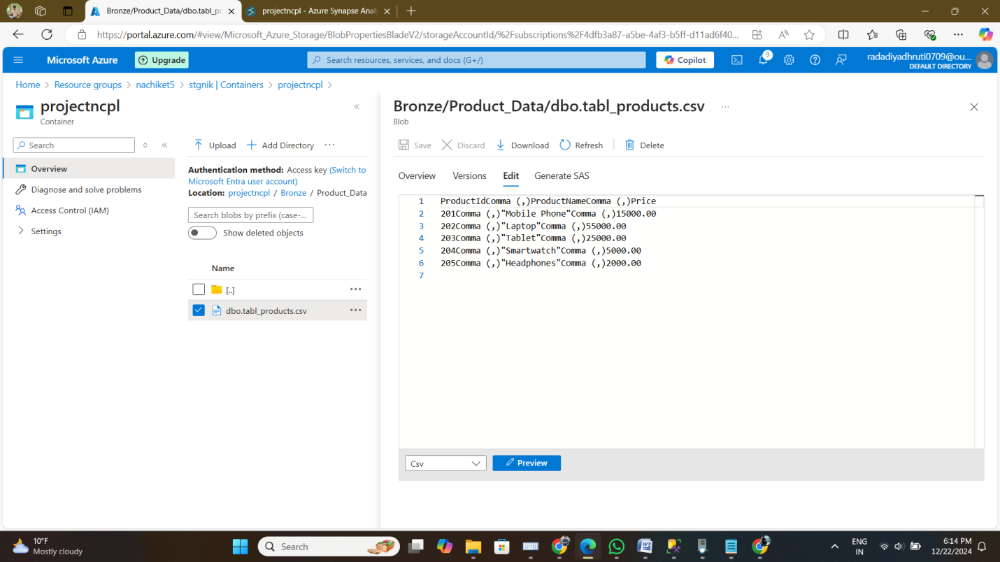 Bronze/Product_Data/dbo.tabl_pr
projectncpl - Azure Synapse Anal
https://portal.azure.com/#view/Microsoft_Azure_Storage/BlobPropertiesBladeV2/storageAccountId/%2Fsubscriptions%2F4dfb3a87-a5be-4af3-b5ff-d11ad6f40...
Microsoft Azure
Upgrade
Search resources, services, and docs (G+/)
Copilot
9
radadiyadhruti0709@ou...
DEFAULT DIRECTORY
Home > Resource groups > nachiket5 > stgnik | Containers > projectncpl >
projectncpl
Container
Search
Overview
Diagnose and solve problems
Access Control (IAM)
Settings
Upload
Add Directory
Authentication method: Access key (Switch to
Microsoft Entra user account)
Location: projectncpl / Bronze / Product_Data
Search blobs by prefix (case-...
Show deleted objects
Name
[..]
dbo.tabl_products.csv
Bronze/Product_Data/dbo.tabl_products.csv
Blob
Save
Discard
Download
Refresh
Delete
Overview
Versions
Edit
Generate SAS
1 ProductIdComma (,)ProductNameComma (,)Price
2 201Comma (,)"Mobile Phone"Comma (,)15000.00
3 202Comma (,)"Laptop"Comma (,)55000.00
4 203Comma (,)"Tablet"Comma (,)25000.00
5 204Comma (,)"Smartwatch"Comma (,)5000.00
6 205Comma (,)"Headphones"Comma (,)2000.00
7
Csv
Preview
10°F
Mostly cloudy
Search
ENG
IN
6:14 PM
12/22/2024